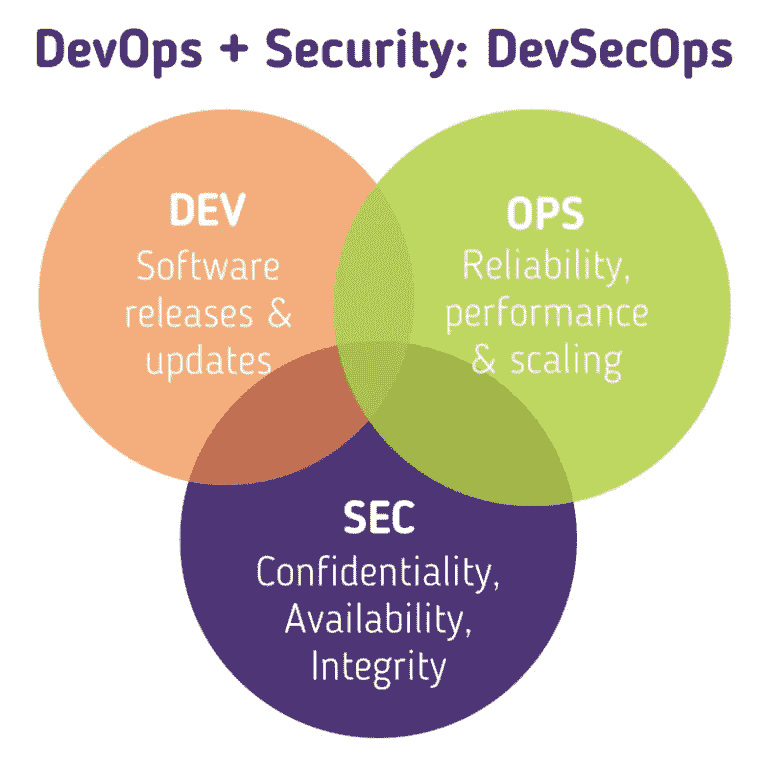 DevOps + Security: DevSecOps
DEV
Software
releases &
updates
OPS
Reliability,
performance
& scaling
SEC
Confidentiality,
Availability,
Integrity